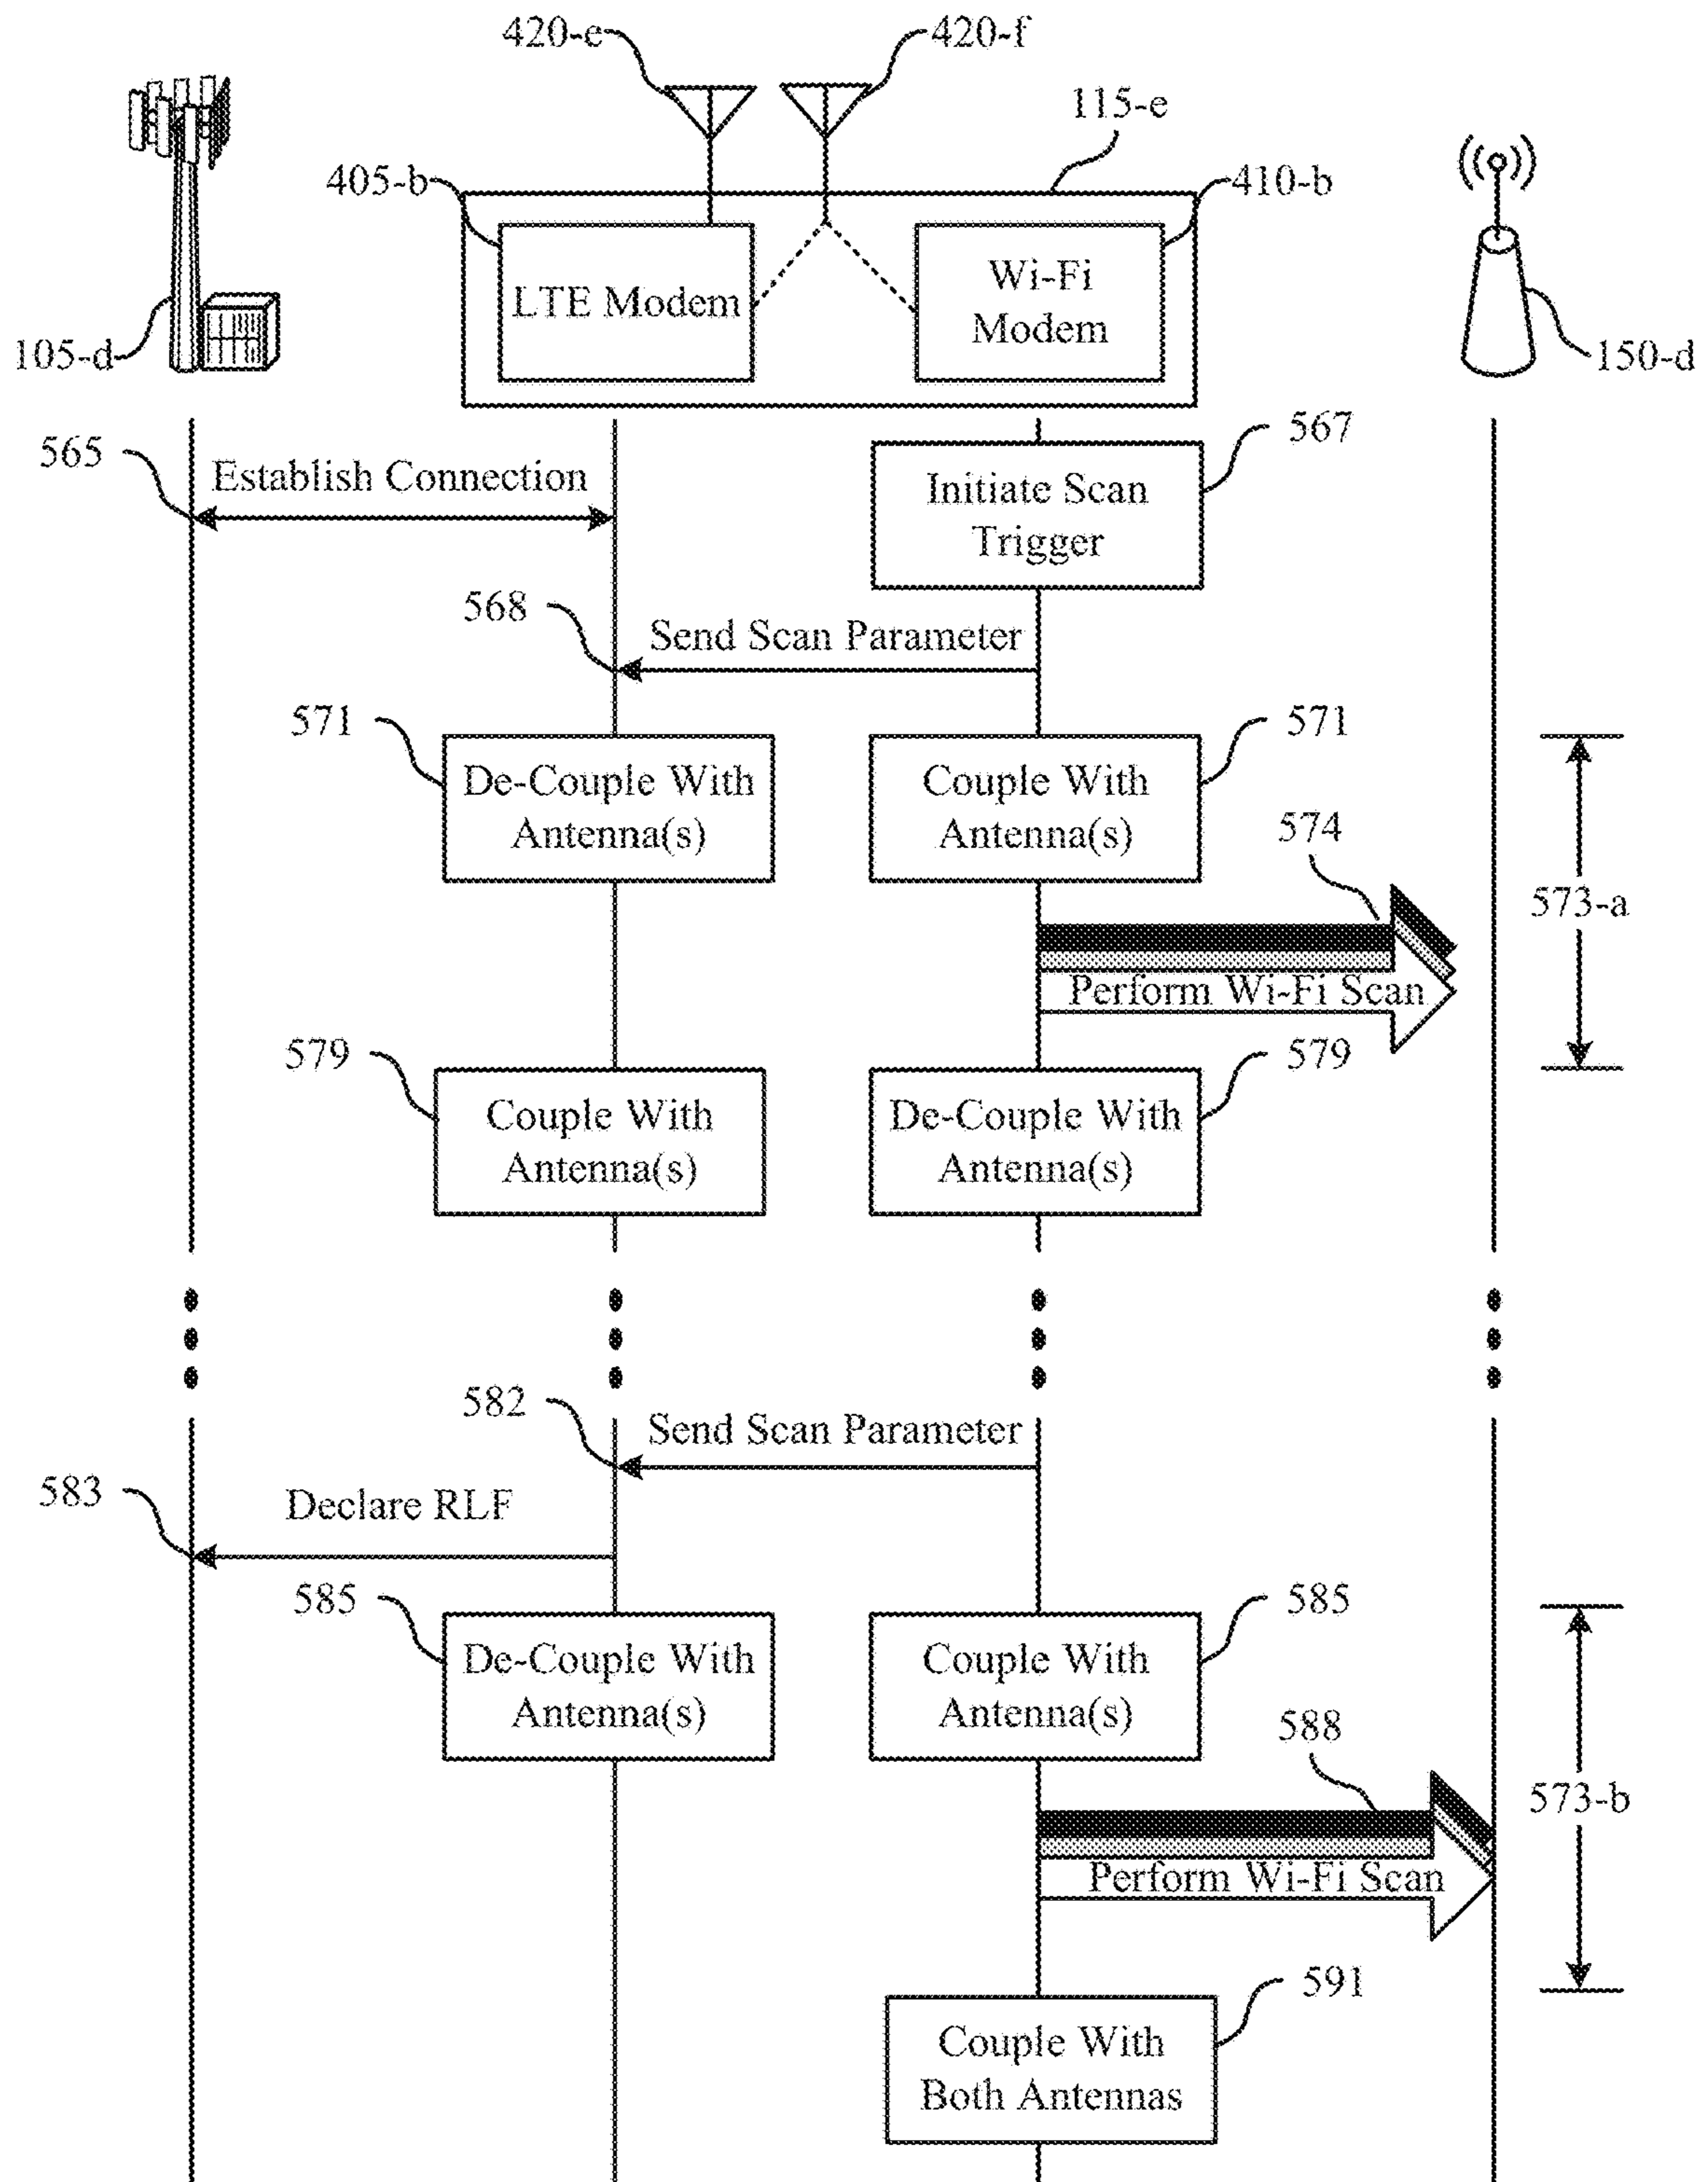 420-e
420-f
115-e
405-b
410-b
LTE Modem
Wi-Fi
Modem
105-d
150-d
565
Establish Connection
567
Initiate Scan
Trigger
568
Send Scan Parameter
571
De-Couple With
Antenna(s)
571
Couple With
Antenna(s)
574
573-a
Perform Wi-Fi Scan
579
Couple With
Antenna(s)
579
De-Couple With
Antenna(s)
582
Send Scan Parameter
583
Declare RLF
585
De-Couple With
Antenna(s)
585
Couple With
Antenna(s)
588
573-b
Perform Wi-Fi Scan
591
Couple With
Both Antennas